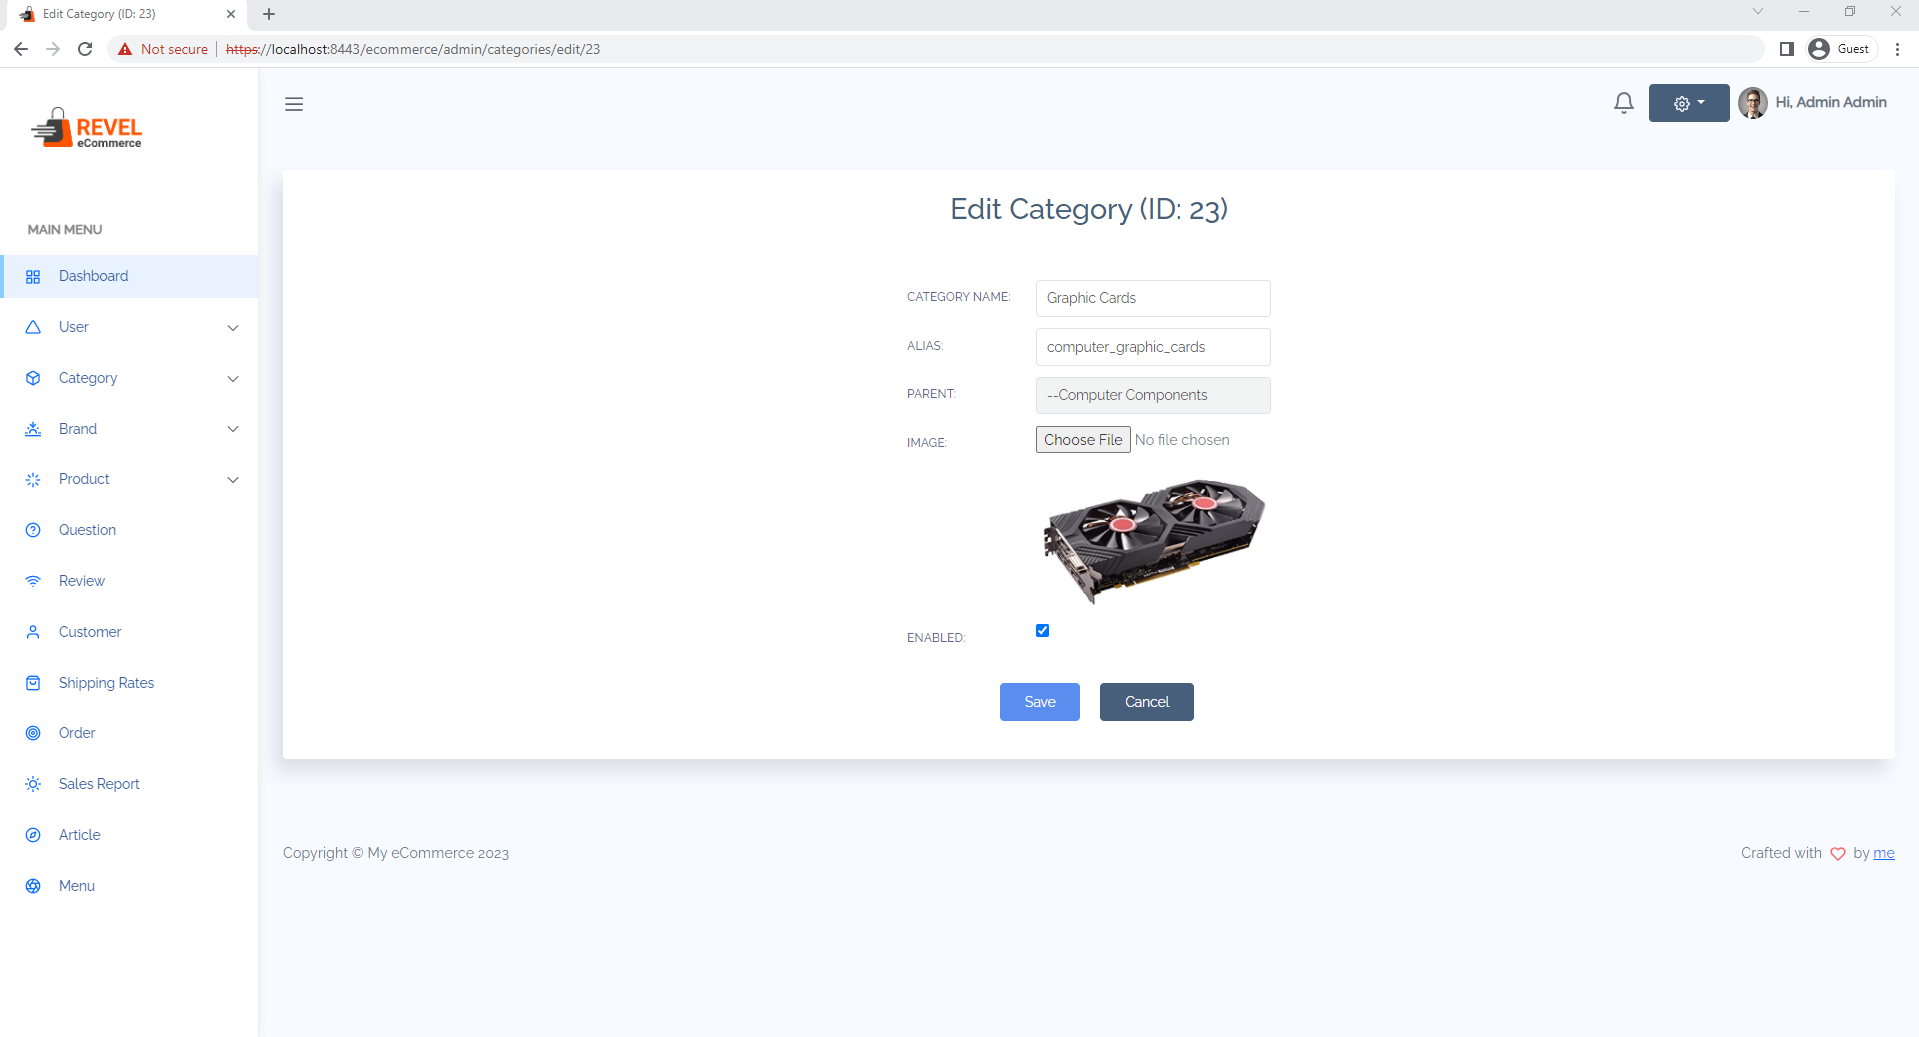 Edit Category (ID: 23)
Not secure
https://localhost:8443/ecommerce/admin/categories/edit/23
Guest
REVEL
eCommerce
Hi, Admin Admin
MAIN MENU
Dashboard
User
Category
Brand
Product
Question
Review
Customer
Shipping Rates
Order
Sales Report
Article
Menu
Edit Category (ID: 23)
CATEGORY NAME: Graphic Cards
ALIAS: computer_graphic_cards
PARENT: --Computer Components
IMAGE: Choose File No file chosen
ENABLED:
Save Cancel
Copyright © My eCommerce 2023
Crafted with by me